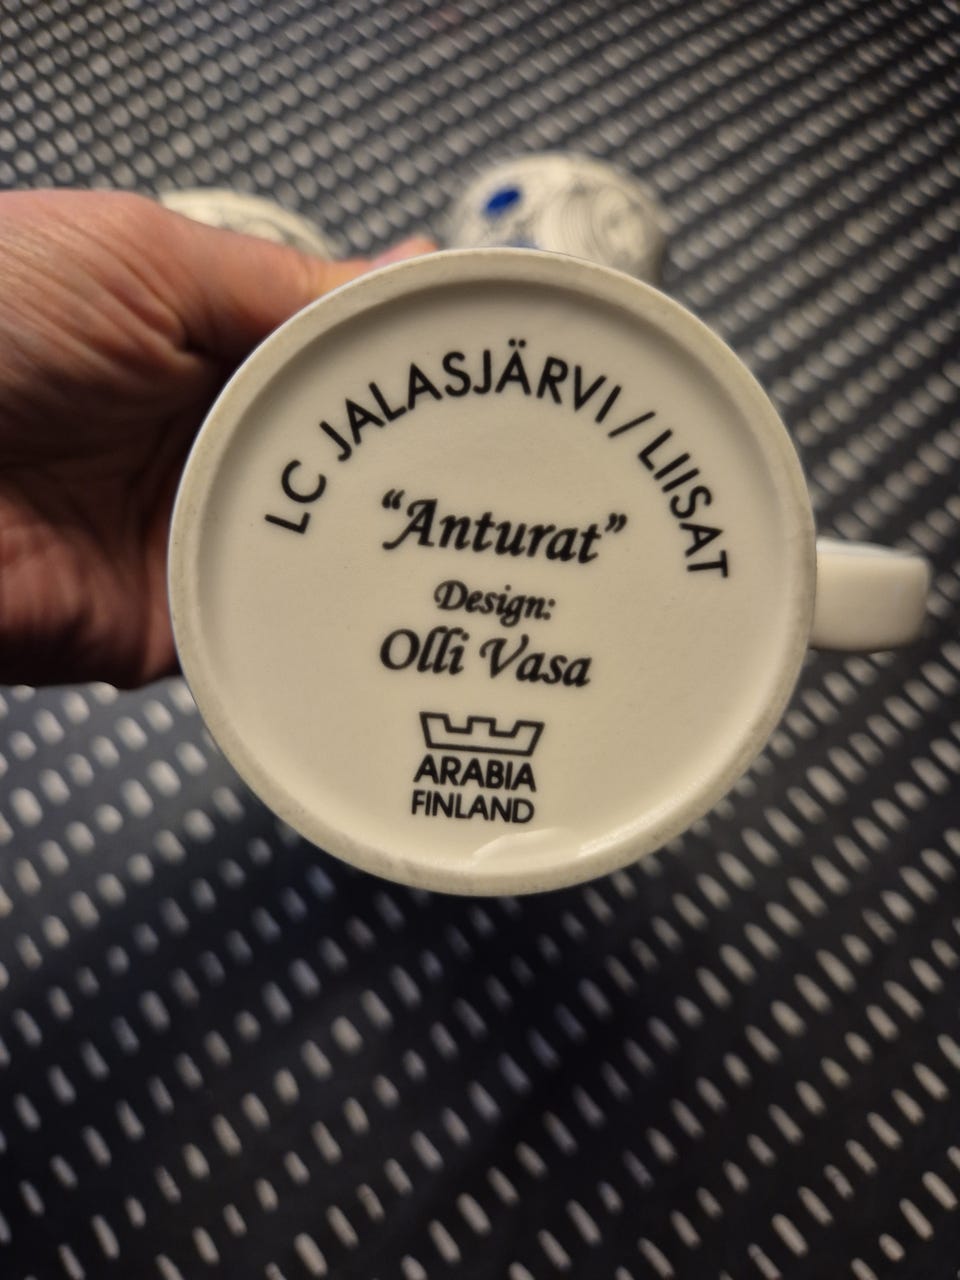 LC JALASJÄRVI / LIISAT
“Anturat”
Design:
Olli Vasa
ARABIA
FINLAND